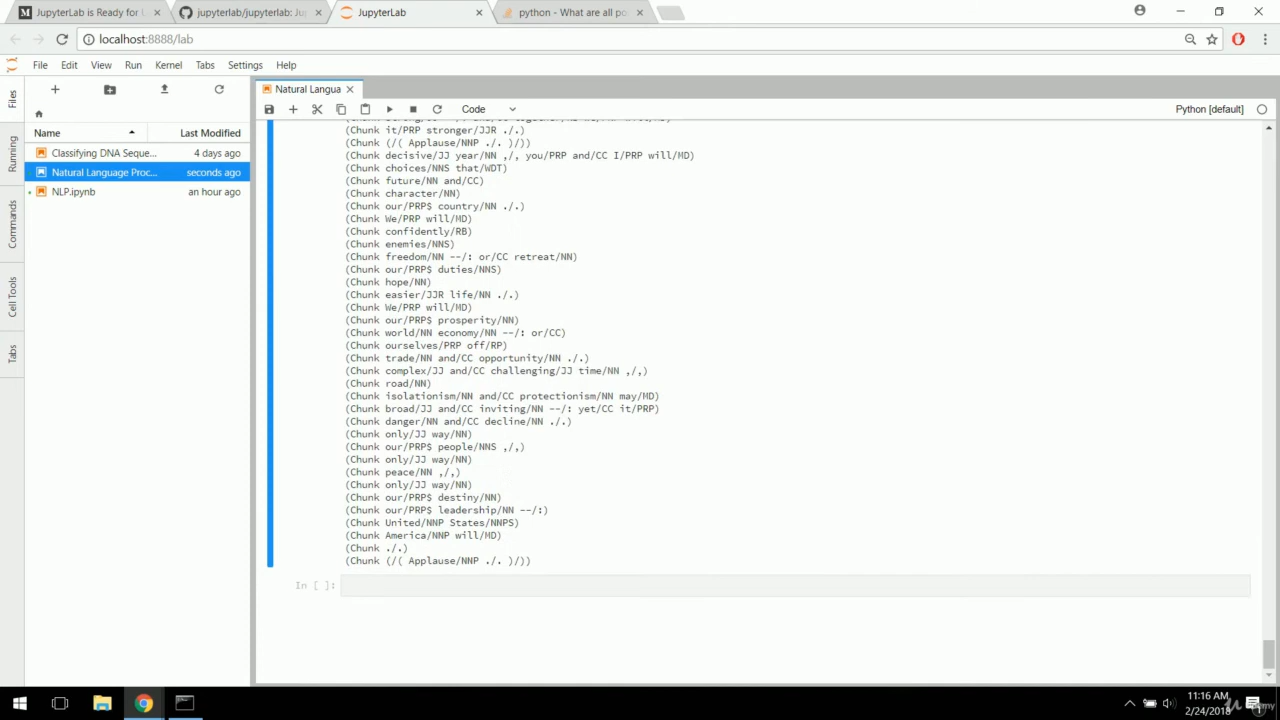 JupyterLab is Ready for
jupyterlab/jupyterlab: Ju
JupyterLab
python - What are all po
localhost:8888/lab
File Edit View Run Kernel Tabs Settings Help
Natural Langua
Code
Python [default]
Files
Running
Commands
Cell Tools
Tabs
Name Last Modified
Classifying DNA Seque... 4 days ago
Natural Language Proc... seconds ago
NLP.ipynb an hour ago
(Chunk it/PRP stronger/JJR ./.)
(Chunk (/( Applause/NNP ./. )/))
(Chunk decisive/JJ year/NN ,/, you/PRP and/CC I/PRP will/MD)
(Chunk choices/NNS that/WDT)
(Chunk future/NN and/CC)
(Chunk character/NN)
(Chunk our/PRP$ country/NN ./.)
(Chunk We/PRP will/MD)
(Chunk confidently/RB)
(Chunk enemies/NNS)
(Chunk freedom/NN --/: or/CC retreat/NN)
(Chunk our/PRP$ duties/NNS)
(Chunk hope/NN)
(Chunk easier/JJR life/NN ./.)
(Chunk We/PRP will/MD)
(Chunk our/PRP$ prosperity/NN)
(Chunk world/NN economy/NN --/: or/CC)
(Chunk ourselves/PRP off/RP)
(Chunk trade/NN and/CC opportunity/NN ./.)
(Chunk complex/JJ and/CC challenging/JJ time/NN ,/,)
(Chunk road/NN)
(Chunk isolationism/NN and/CC protectionism/NN may/MD)
(Chunk broad/JJ and/CC inviting/NN --/: yet/CC it/PRP)
(Chunk danger/NN and/CC decline/NN ./.)
(Chunk only/JJ way/NN)
(Chunk our/PRP$ people/NNS ,/,)
(Chunk only/JJ way/NN)
(Chunk peace/NN ,/,)
(Chunk only/JJ way/NN)
(Chunk our/PRP$ destiny/NN)
(Chunk our/PRP$ leadership/NN --/:)
(Chunk United/NNP States/NNPS)
(Chunk America/NNP will/MD)
(Chunk ./.)
(Chunk (/( Applause/NNP ./. )/))
In [ ]:
11:16 AM
2/24/2018